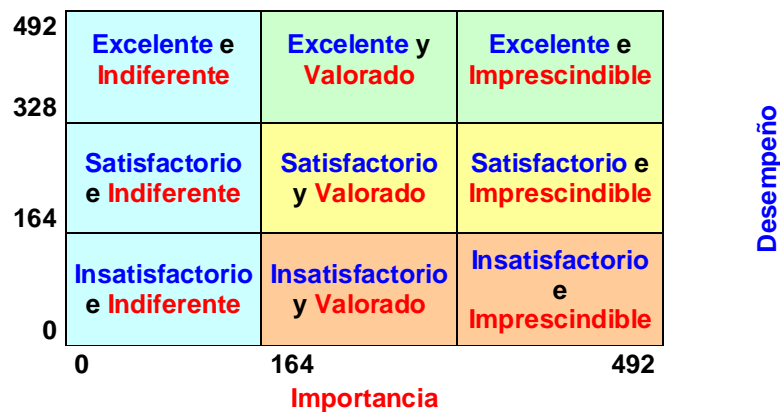 492
Excelente e
Indiferente
Excelente y
Valorado
Excelente e
Imprescindible
328
Satisfactorio
e Indiferente
Satisfactorio
y Valorado
Satisfactorio e
Imprescindible
164
Insatisfactorio
e Indiferente
Insatisfactorio
y Valorado
Insatisfactorio
e
Imprescindible
0
0 164 492
Importancia
Desempeño